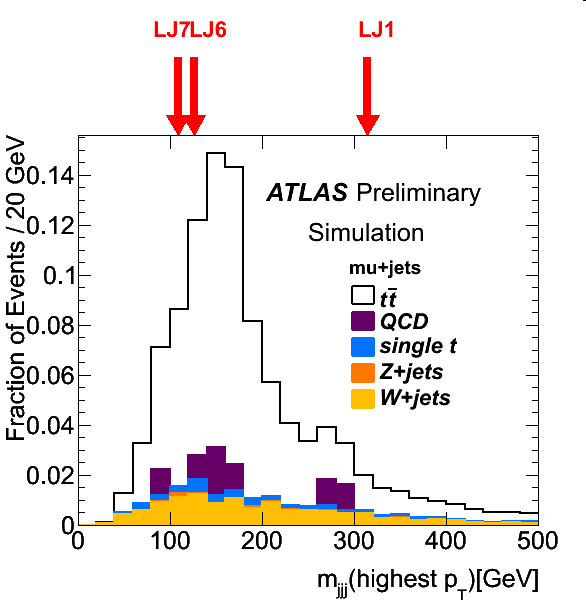 LJ7 LJ6 LJ1
Fraction of Events / 20 GeV
0.14
0.12
0.1
0.08
0.06
0.04
0.02
0
ATLAS Preliminary
Simulation
mu+jets
tt̄
QCD
single t
Z+jets
W+jets
0 100 200 300 400 500
m_jjj(highest p_T)[GeV]